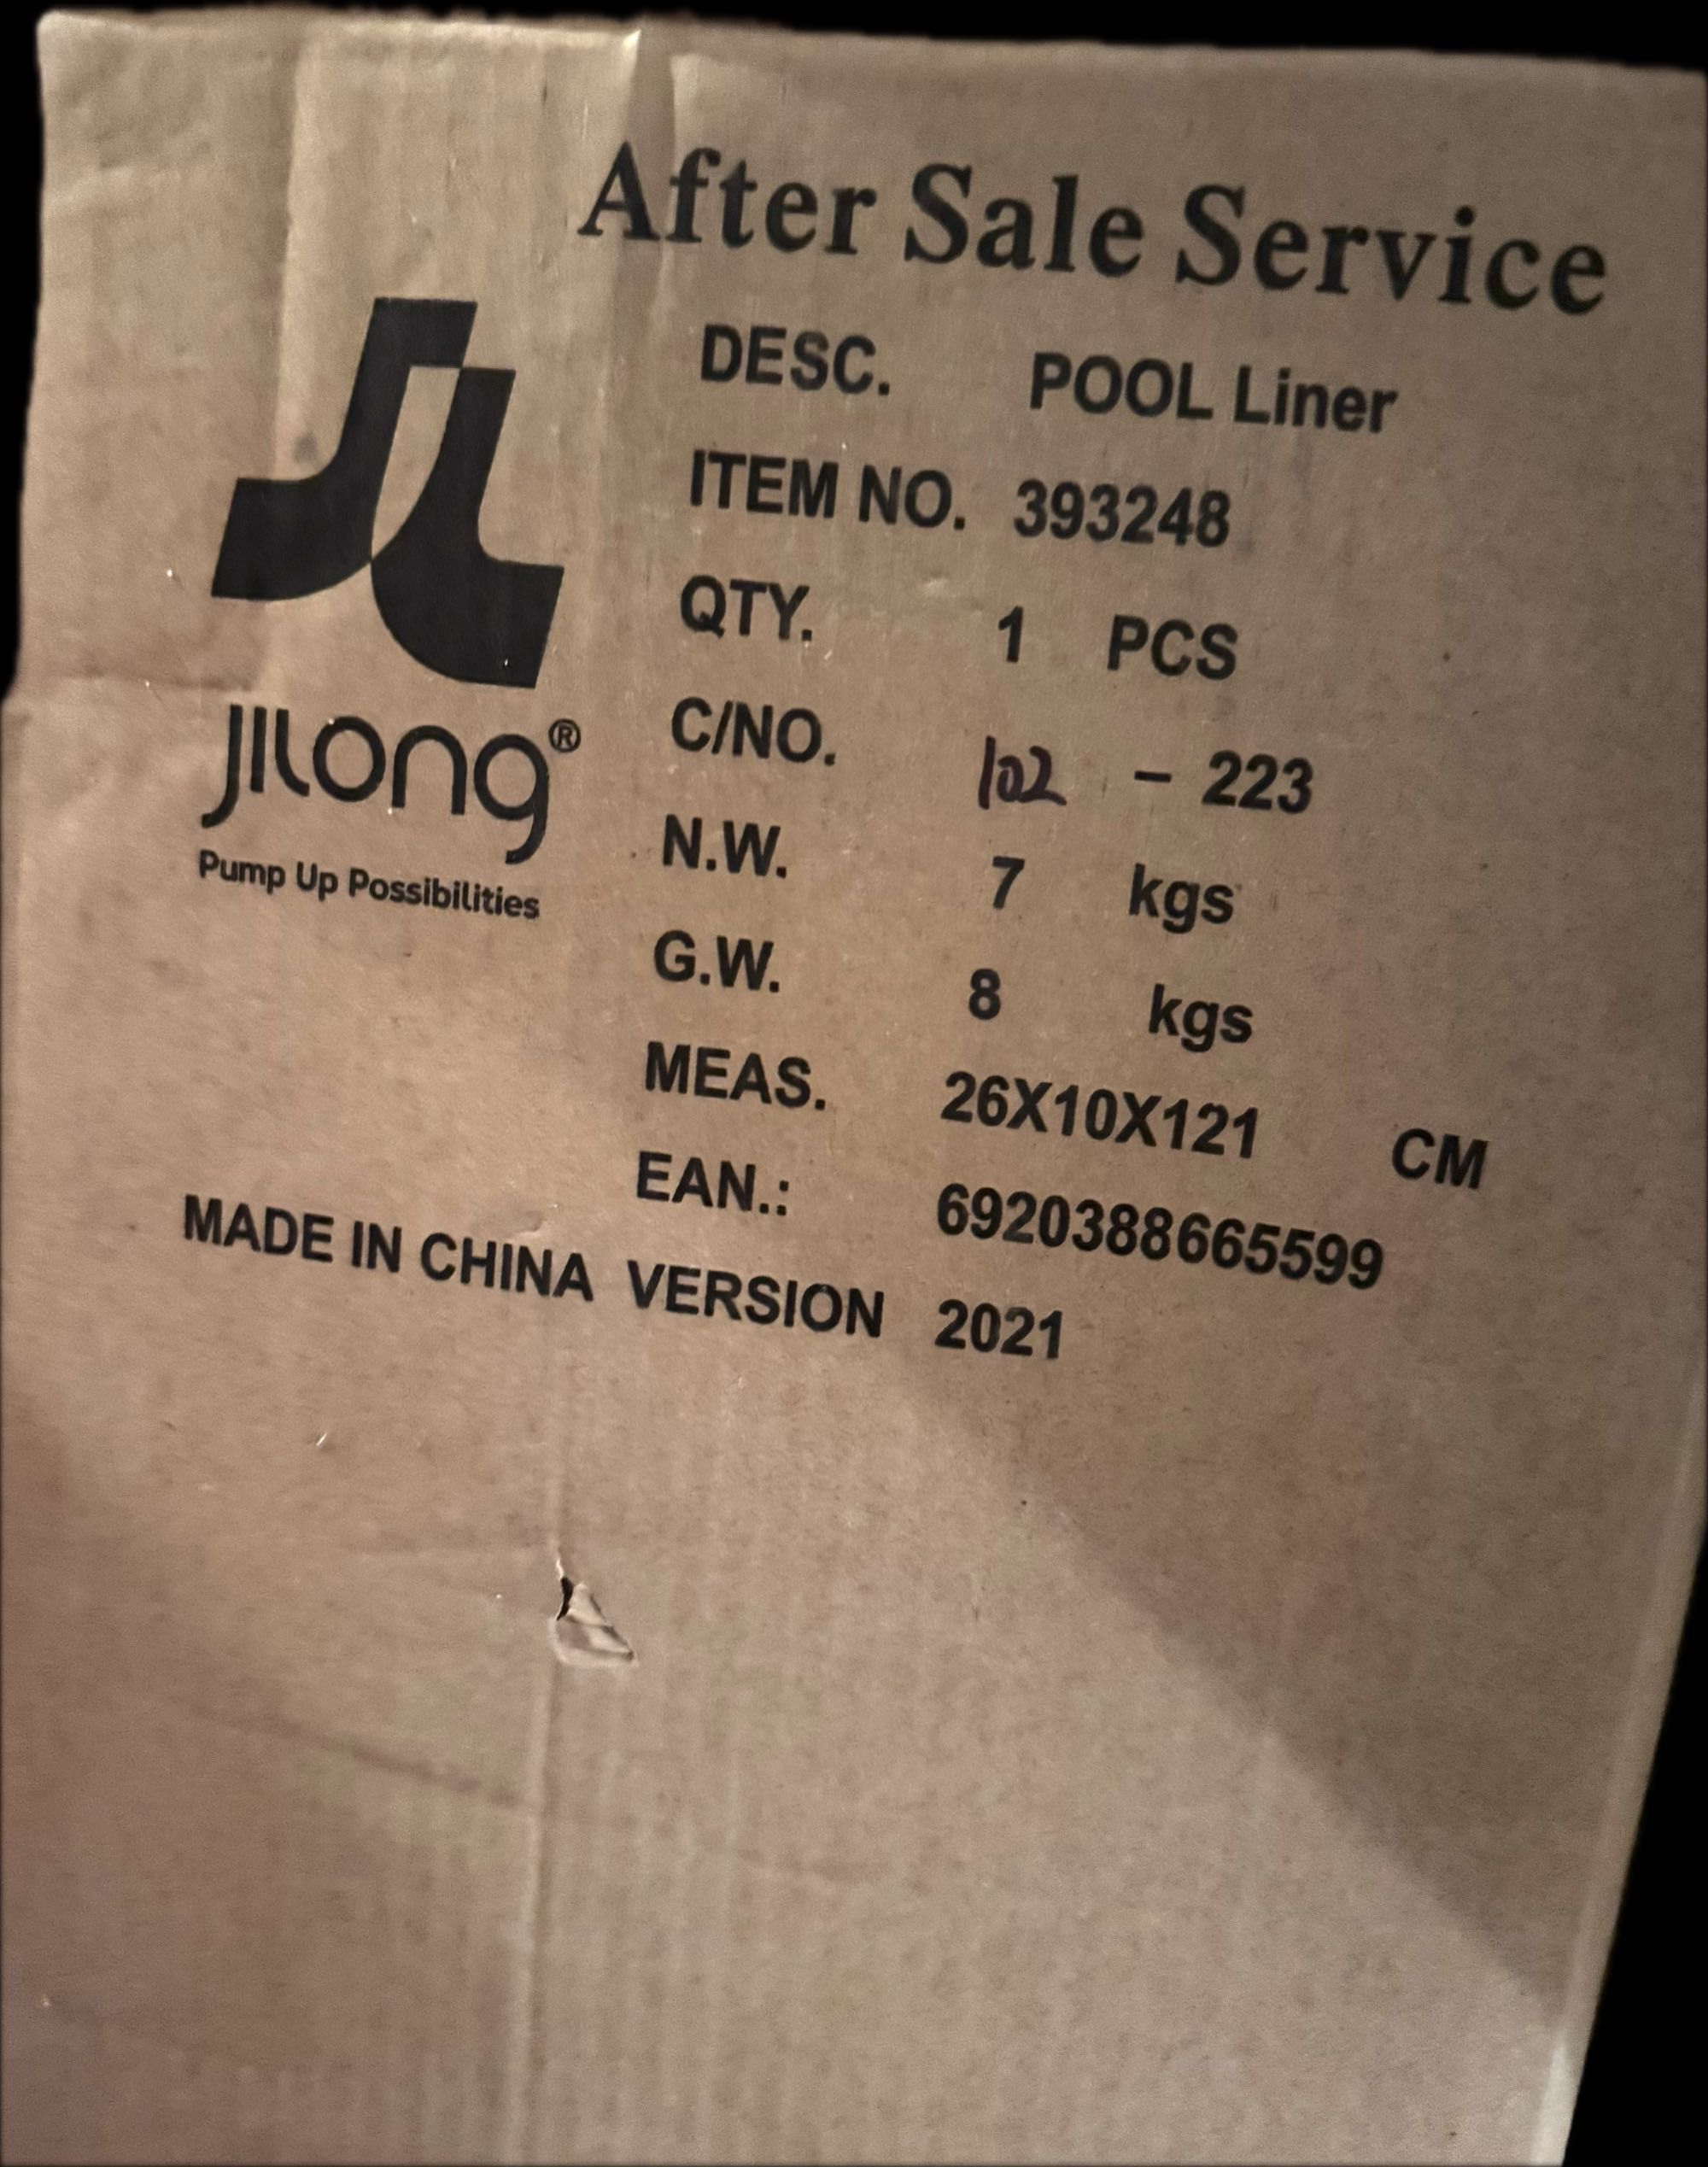 After Sale Service
DESC. POOL Liner
ITEM NO. 393248
QTY. 1 PCS
C/NO. 102 - 223
N.W. 7 kgs
G.W. 8 kgs
MEAS. 26X10X121 CM
EAN.: 6920388665599
MADE IN CHINA VERSION 2021
JL
JILONG®
Pump Up Possibilities